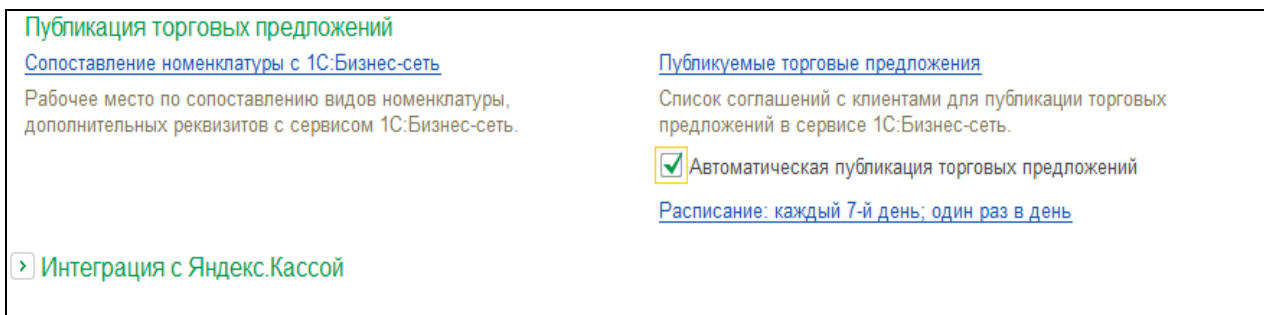 Публикация торговых предложений
Сопоставление номенклатуры с 1С:Бизнес-сеть
Рабочее место по сопоставлению видов номенклатуры,
дополнительных реквизитов с сервисом 1С:Бизнес-сеть.
Публикуемые торговые предложения
Список соглашений с клиентами для публикации торговых
предложений в сервисе 1С:Бизнес-сеть.
Автоматическая публикация торговых предложений
Расписание: каждый 7-й день; один раз в день
Интеграция с Яндекс.Кассой